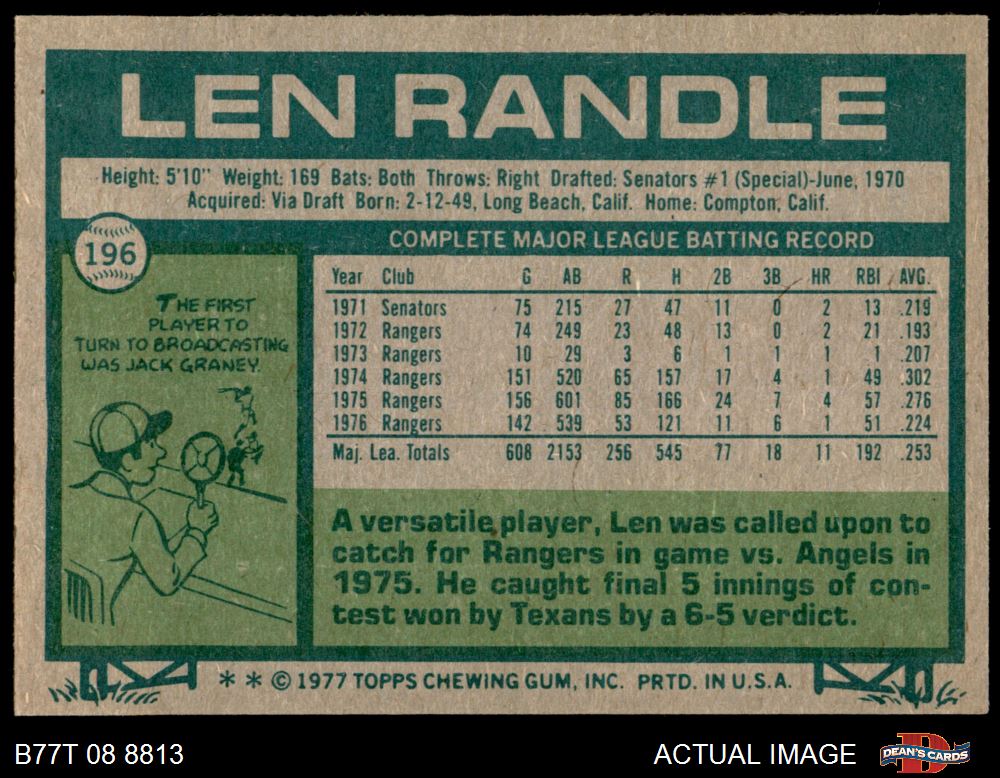 LEN RANDLE
Height: 5'10" Weight: 169 Bats: Both Throws: Right Drafted: Senators #1 (Special)-June, 1970
Acquired: Via Draft Born: 2-12-49, Long Beach, Calif. Home: Compton, Calif.
196
THE FIRST
PLAYER TO
TURN TO BROADCASTING
WAS JACK GRANEY.
COMPLETE MAJOR LEAGUE BATTING RECORD
Year Club G AB R H 2B 3B HR RBI AVG.
1971 Senators 75 215 27 47 11 0 2 13 .219
1972 Rangers 74 249 23 48 13 0 2 21 .193
1973 Rangers 10 29 3 6 1 1 1 1 .207
1974 Rangers 151 520 65 157 17 4 1 49 .302
1975 Rangers 156 601 85 166 24 7 4 57 .276
1976 Rangers 142 539 53 121 11 6 1 51 .224
Maj. Lea. Totals 608 2153 256 545 77 18 11 192 .253
A versatile player, Len was called upon to
catch for Rangers in game vs. Angels in
1975. He caught final 5 innings of con-
test won by Texans by a 6-5 verdict.
* * © 1977 TOPPS CHEWING GUM, INC. PRTD. IN U.S.A.
B77T 08 8813
ACTUAL IMAGE
D
DEAN'S CARDS